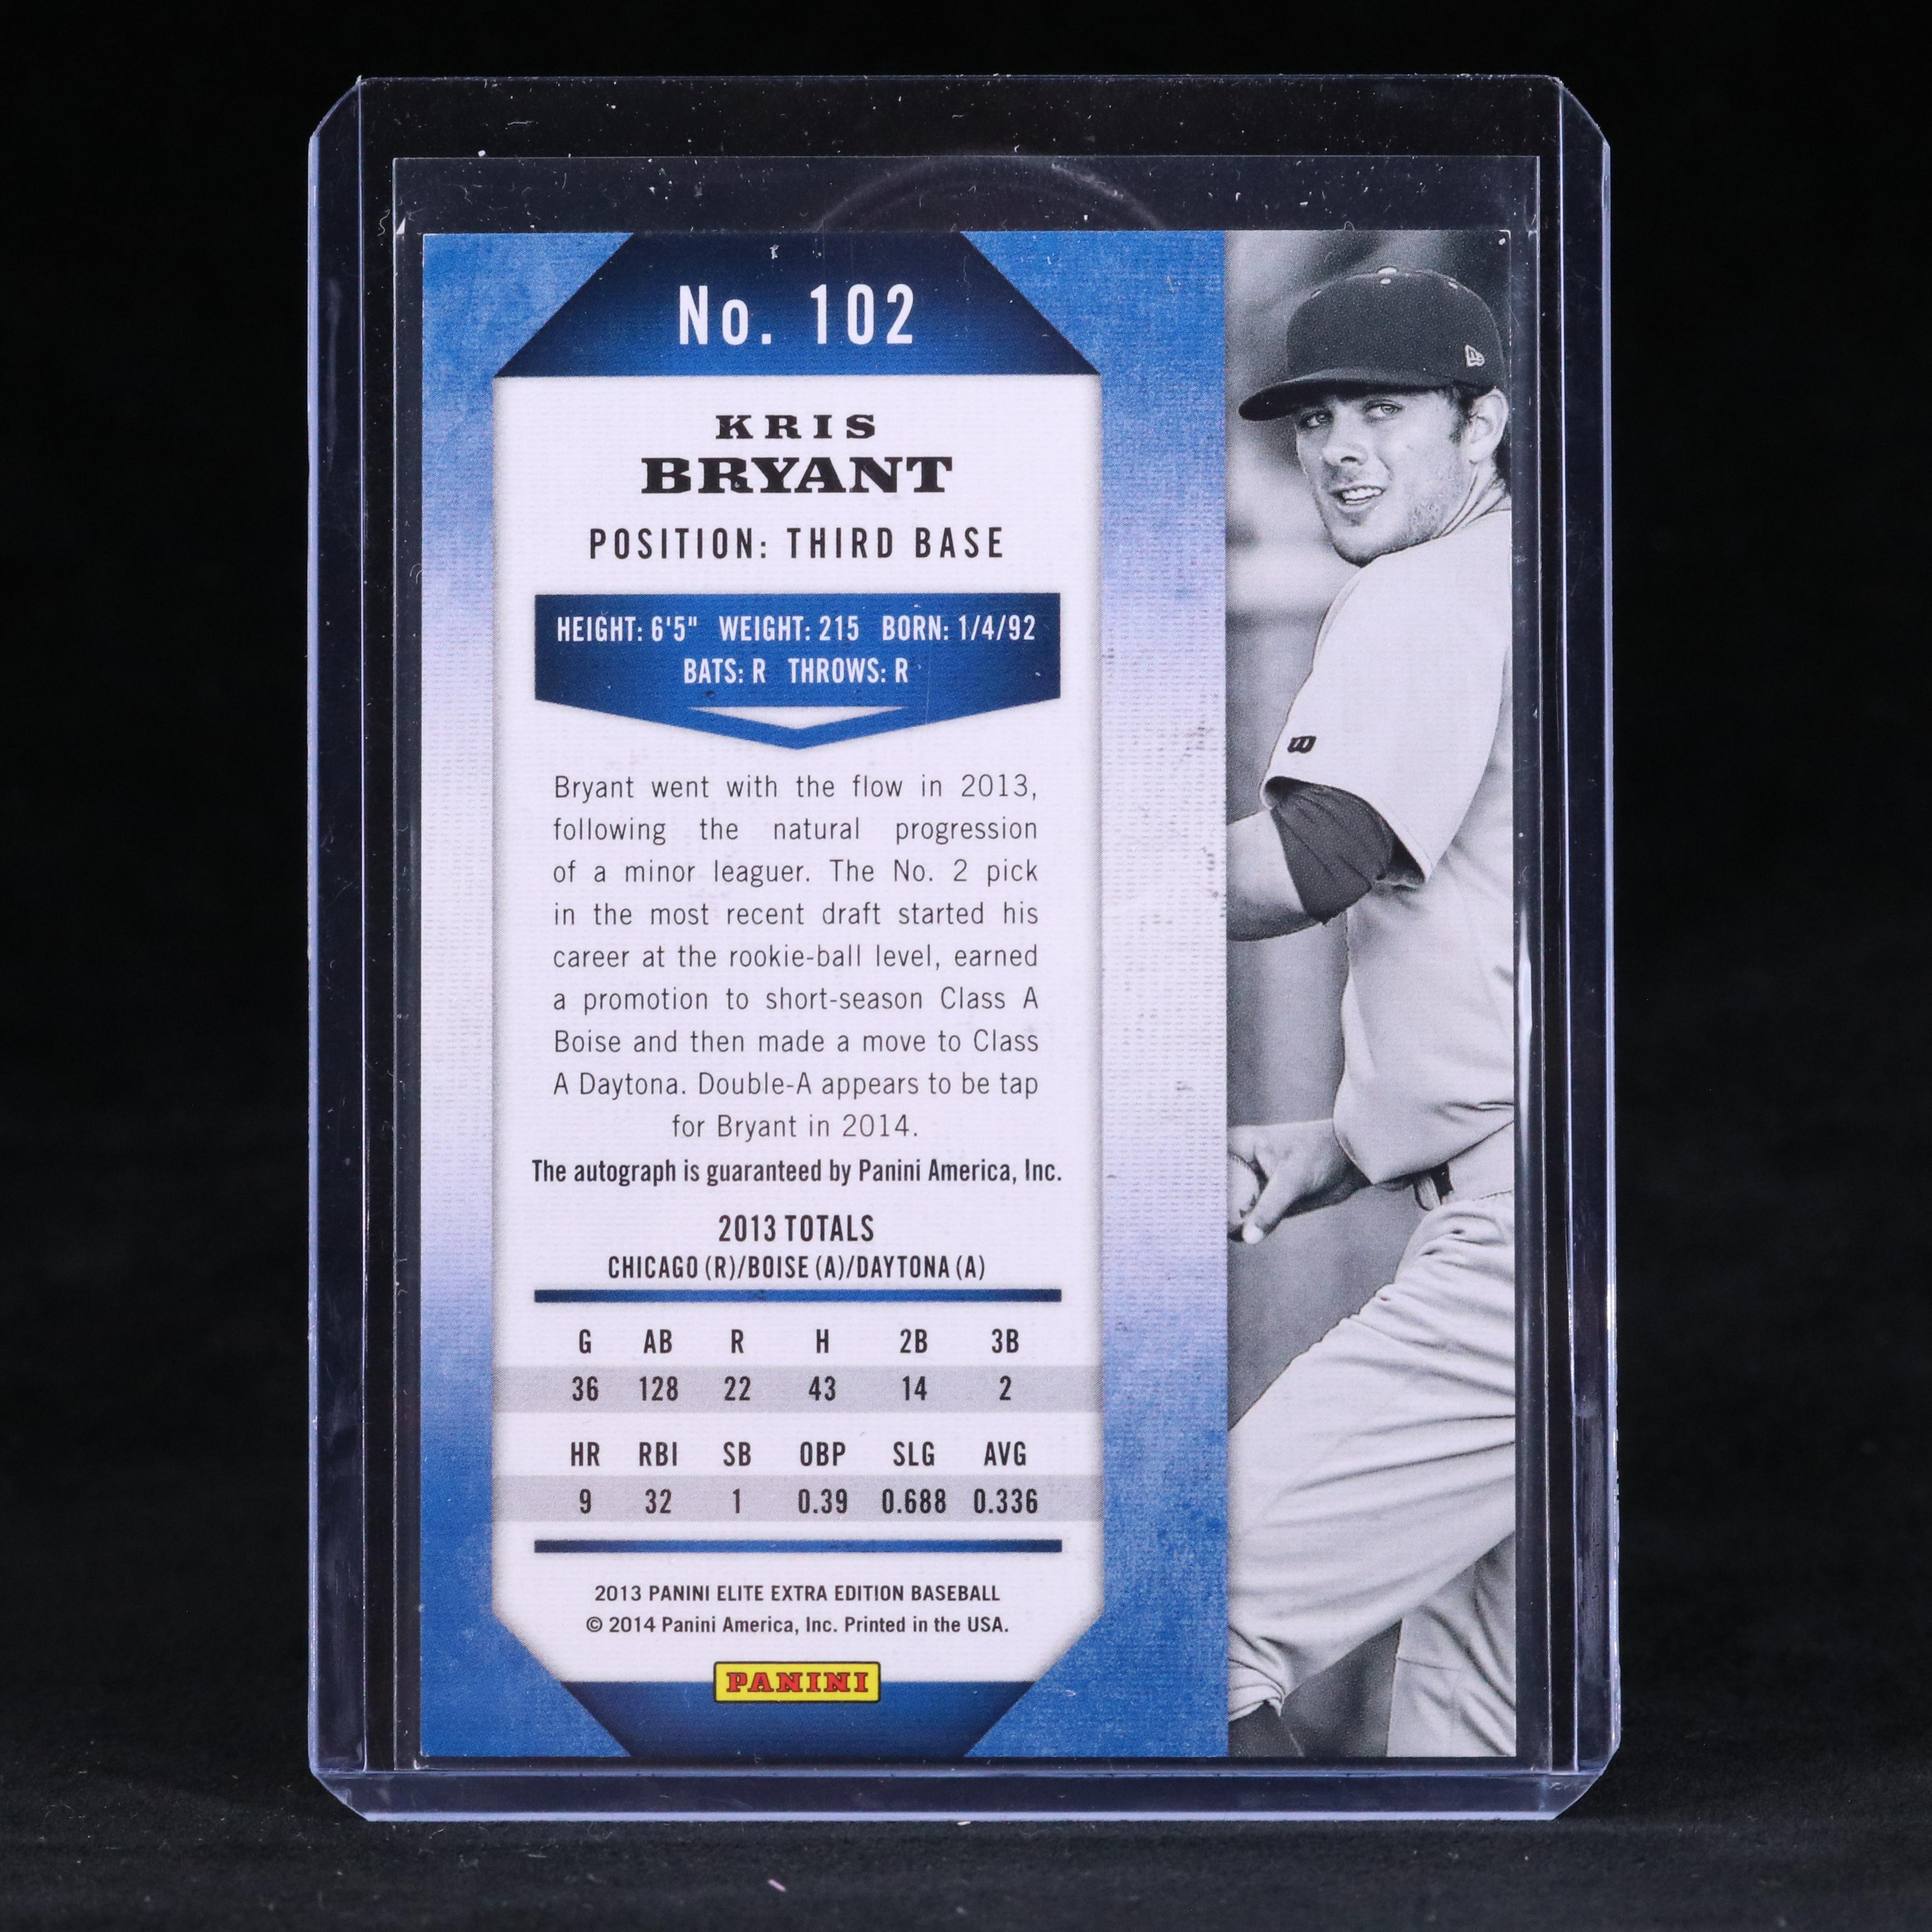 No. 102
KRIS
BRYANT
POSITION: THIRD BASE
HEIGHT: 6'5" WEIGHT: 215 BORN: 1/4/92
BATS: R THROWS: R
Bryant went with the flow in 2013,
following the natural progression
of a minor leaguer. The No. 2 pick
in the most recent draft started his
career at the rookie-ball level, earned
a promotion to short-season Class A
Boise and then made a move to Class
A Daytona. Double-A appears to be tap
for Bryant in 2014.
The autograph is guaranteed by Panini America, Inc.
2013 TOTALS
CHICAGO (R)/BOISE (A)/DAYTONA (A)
G AB R H 2B 3B
36 128 22 43 14 2
HR RBI SB OBP SLG AVG
9 32 1 0.39 0.688 0.336
2013 PANINI ELITE EXTRA EDITION BASEBALL
© 2014 Panini America, Inc. Printed in the USA.
PANINI